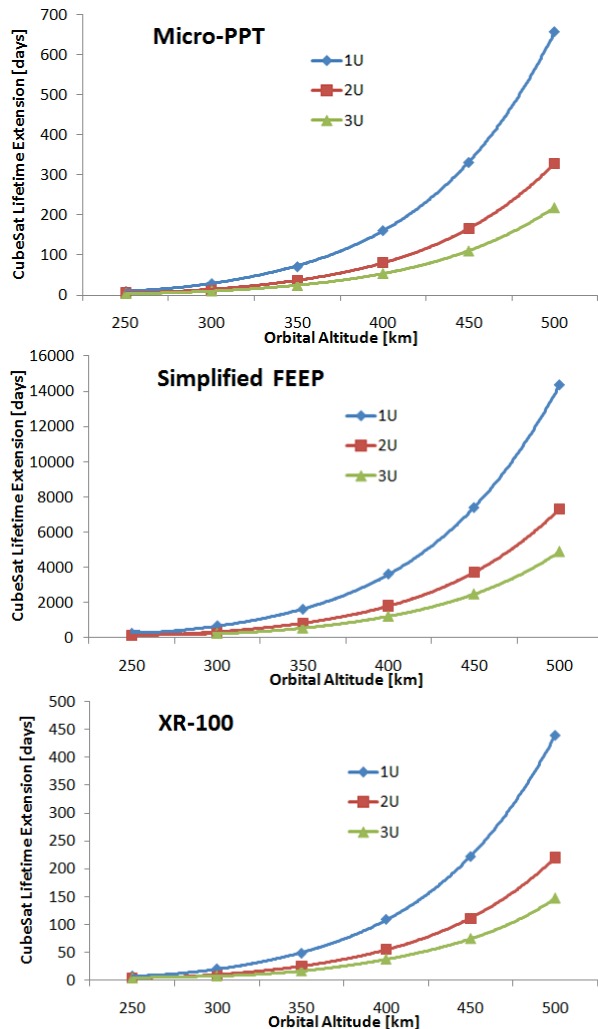 Micro-PPT
CubeSat Lifetime Extension [days]
700
600
500
400
300
200
100
0
1U
2U
3U
250 300 350 400 450 500
Orbital Altitude [km]
Simplified FEEP
CubeSat Lifetime Extension [days]
16000
14000
12000
10000
8000
6000
4000
2000
0
1U
2U
3U
250 300 350 400 450 500
Orbital Altitude [km]
XR-100
CubeSat Lifetime Extension [days]
500
450
400
350
300
250
200
150
100
50
0
1U
2U
3U
250 300 350 400 450 500
Orbital Altitude [km]